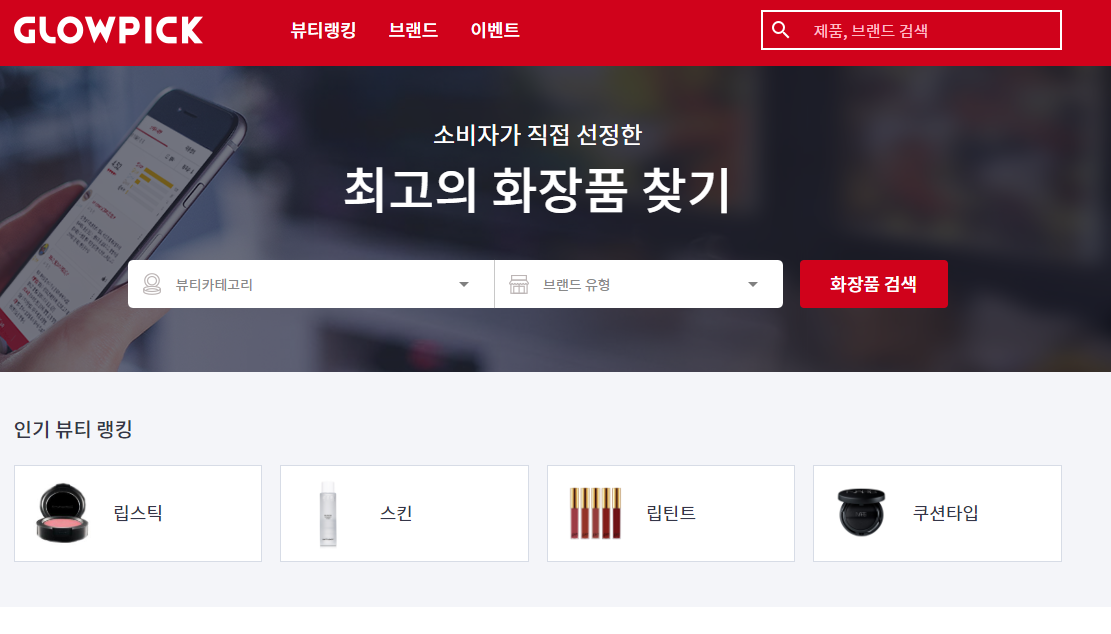 GLOWPICK
뷰티랭킹 브랜드 이벤트
제품, 브랜드 검색
소비자가 직접 선정한
최고의 화장품 찾기
뷰티카테고리
브랜드 유형
화장품 검색
인기 뷰티 랭킹
립스틱
스킨
립틴트
쿠션타입